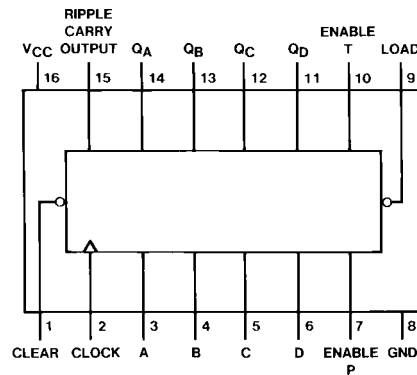 RIPPLE
CARRY
OUTPUT
VCC
QA
QB
QC
QD
ENABLE
T
LOAD
16
15
14
13
12
11
10
9
1
2
3
4
5
6
7
8
CLEAR
CLOCK
A
B
C
D
ENABLE
P
GND